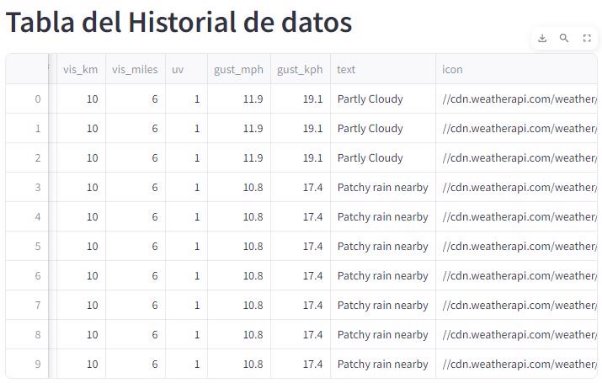 Tabla del Historial de datos
vis_km vis_miles uv gust_mph gust_kph text icon
0 10 6 1 11.9 19.1 Partly Cloudy //cdn.weatherapi.com/weather/
1 10 6 1 11.9 19.1 Partly Cloudy //cdn.weatherapi.com/weather/
2 10 6 1 11.9 19.1 Partly Cloudy //cdn.weatherapi.com/weather/
3 10 6 1 10.8 17.4 Patchy rain nearby //cdn.weatherapi.com/weather/
4 10 6 1 10.8 17.4 Patchy rain nearby //cdn.weatherapi.com/weather/
5 10 6 1 10.8 17.4 Patchy rain nearby //cdn.weatherapi.com/weather/
6 10 6 1 10.8 17.4 Patchy rain nearby //cdn.weatherapi.com/weather/
7 10 6 1 10.8 17.4 Patchy rain nearby //cdn.weatherapi.com/weather/
8 10 6 1 10.8 17.4 Patchy rain nearby //cdn.weatherapi.com/weather/
9 10 6 1 10.8 17.4 Patchy rain nearby //cdn.weatherapi.com/weather/